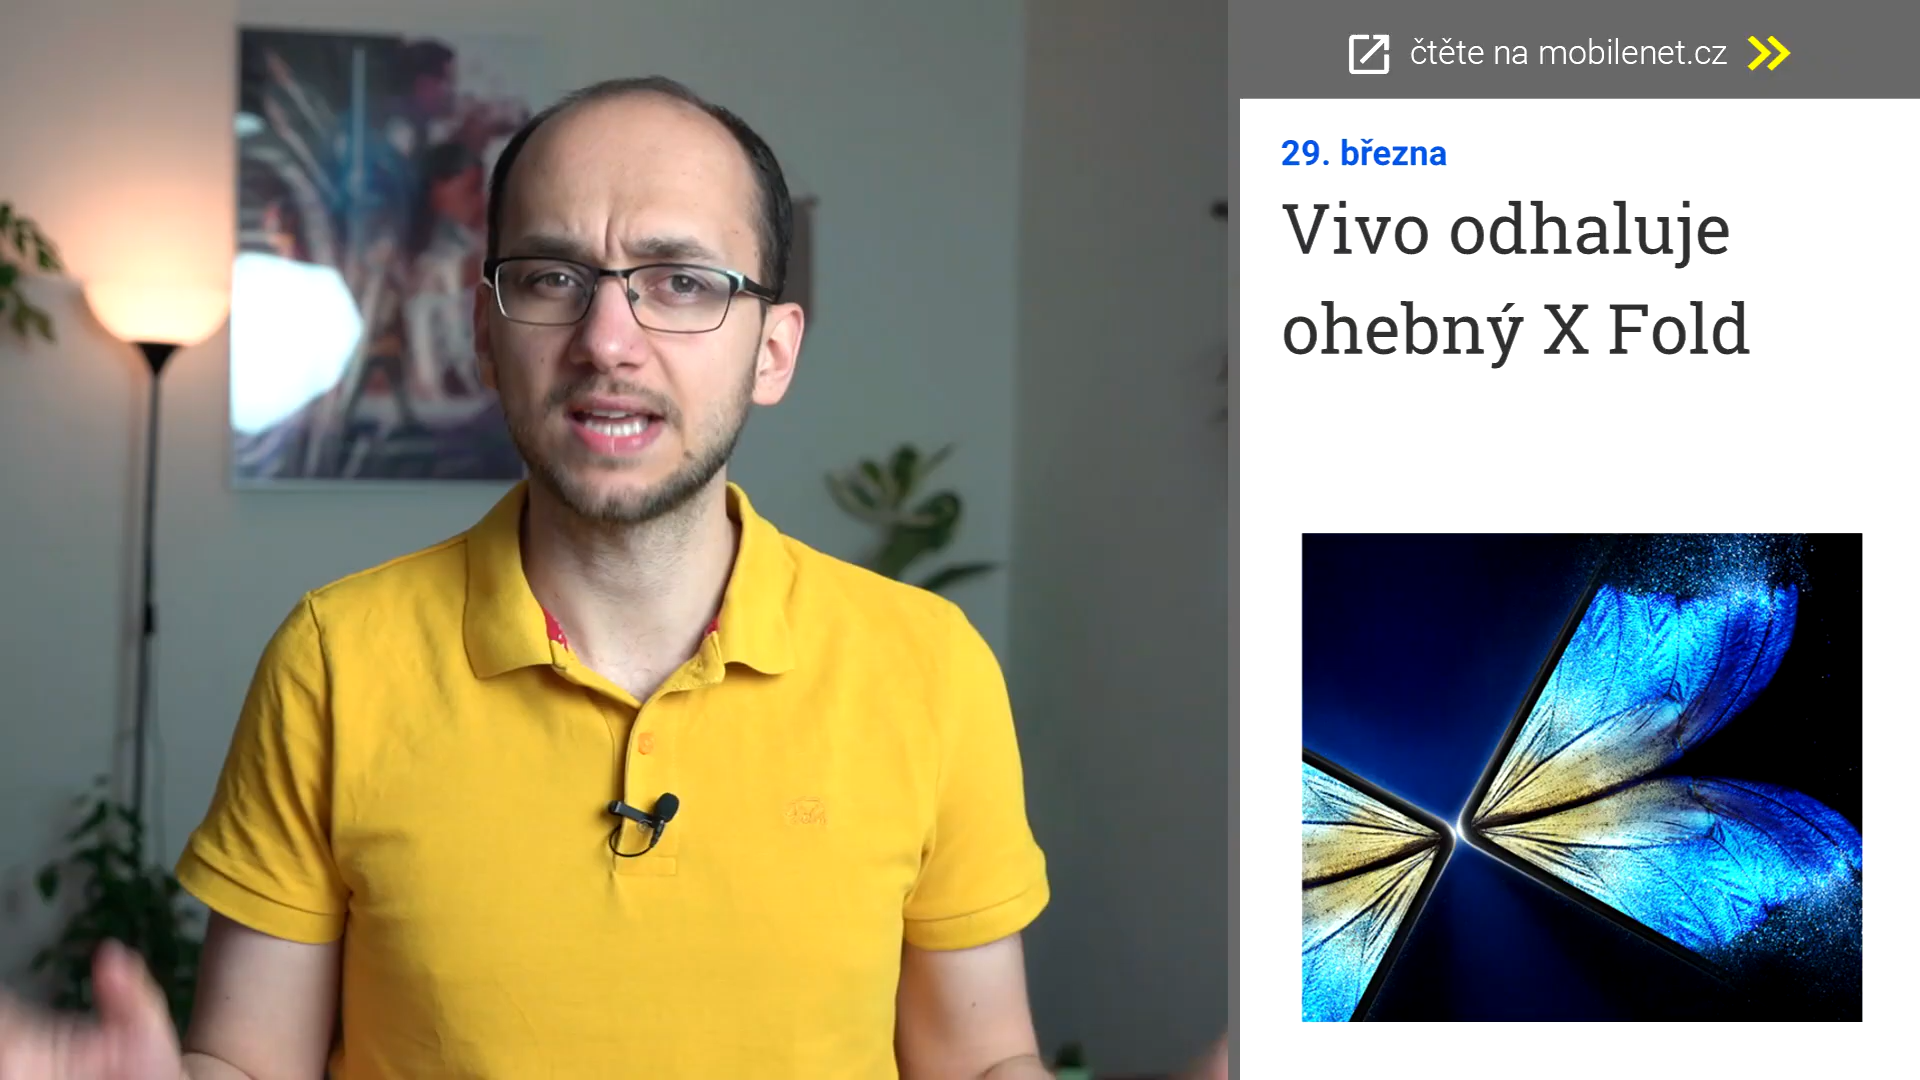 čtěte na mobilenet.cz
29. března
Vivo odhaluje
ohebný X Fold